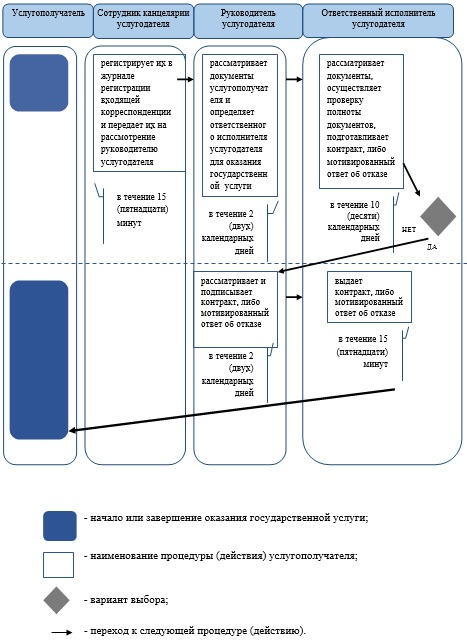 Услугополучатель
Сотрудник канцелярии
услугодателя
Руководитель
услугодателя
Ответственный исполнитель
услугодателя
регистрирует их в
журнале
регистрации
входящей
корреспонденции
и передает их на
рассмотрение
руководителю
услугодателя
в течение 15
(пятнадцати)
минут
рассматривает
документы
услугополучат
еля и
определяет
ответственног
о исполнителя
услугодателя
для оказания
государственн
ой услуги
в течение 2
(двух)
календарных
дней
рассматривает
документы,
осуществляет
проверку
полноты
документов,
подготавливает
контракт, либо
мотивированный
ответ об отказе
в течение 10
(десяти)
календарных
дней
НЕТ
ДА
рассматривает и
подписывает
контракт, либо
мотивированный
ответ об отказе
в течение 2
(двух)
календарных
дней
выдает
контракт, либо
мотивированный
ответ об отказе
в течение 15
(пятнадцати)
минут
- начало или завершение оказания государственной услуги;
- наименование процедуры (действия) услугополучателя;
- вариант выбора;
- переход к следующей процедуре (действию).